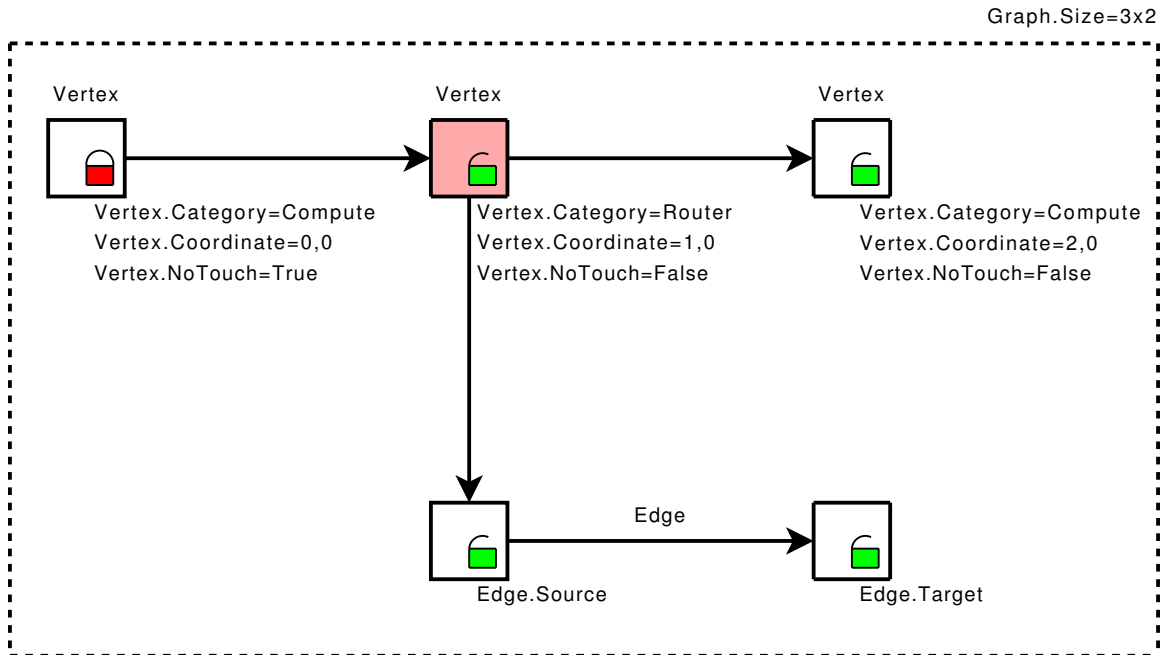 Graph.Size=3x2
Vertex
Vertex
Vertex
Vertex.Category=Compute
Vertex.Coordinate=0,0
Vertex.NoTouch=True
Vertex.Category=Router
Vertex.Coordinate=1,0
Vertex.NoTouch=False
Vertex.Category=Compute
Vertex.Coordinate=2,0
Vertex.NoTouch=False
Edge
Edge.Source
Edge.Target